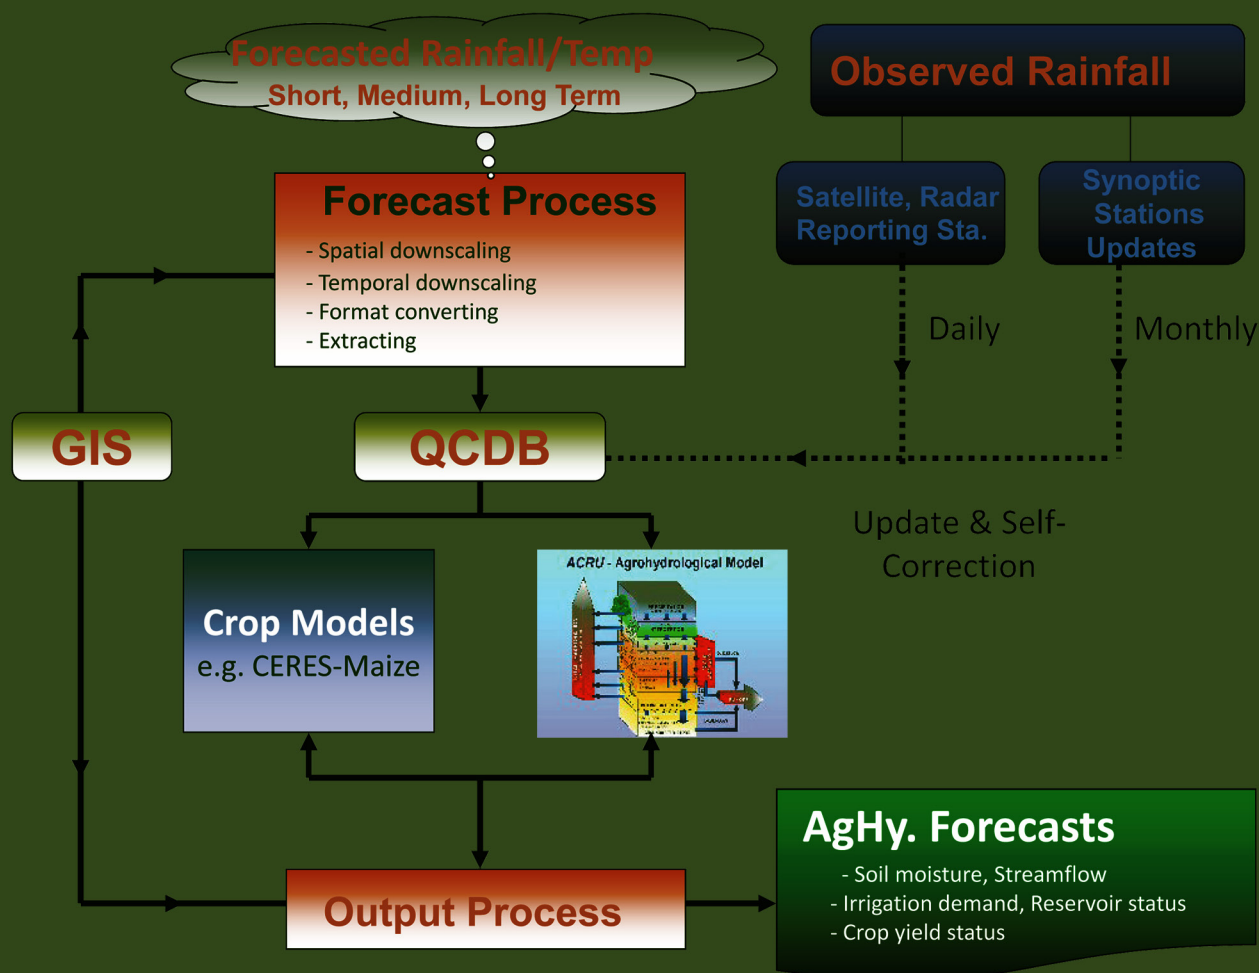 Forecasted Rainfall/Temp
Short, Medium, Long Term
Observed Rainfall
Forecast Process
- Spatial downscaling
- Temporal downscaling
- Format converting
- Extracting
Satellite, Radar
Reporting Sta.
Synoptic
Stations
Updates
Daily
Monthly
GIS
QCDB
Update & Self-
Correction
Crop Models
e.g. CERES-Maize
ACRU - Agrohydrological Model
Output Process
AgHy. Forecasts
- Soil moisture, Streamflow
- Irrigation demand, Reservoir status
- Crop yield status